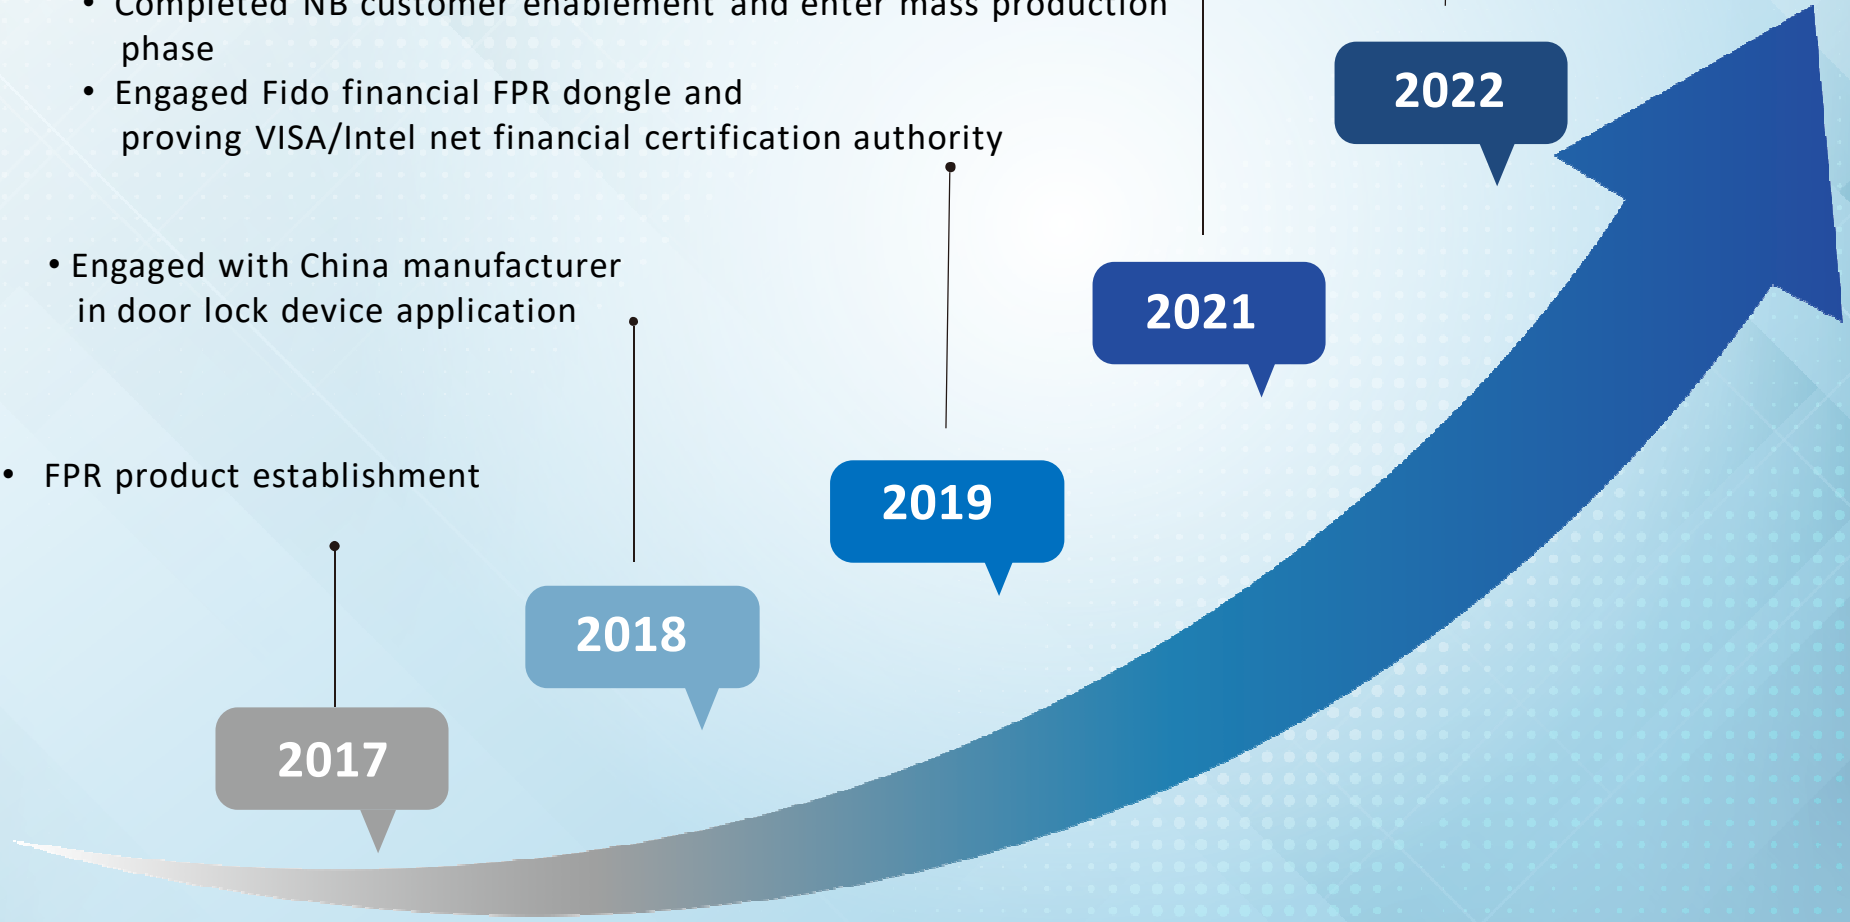 • Completed NB customer enablement and enter mass production
phase
• Engaged Fido financial FPR dongle and
proving VISA/Intel net financial certification authority
2022
• Engaged with China manufacturer
in door lock device application
2021
• FPR product establishment
2019
2018
2017